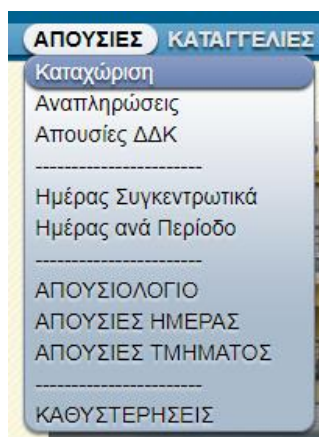 ΑΠΟΥΣΙΕΣ ΚΑΤΑΓΓΕΛΙΕΣ
Καταχώριση
Αναπληρώσεις
Απουσίες ΔΔΚ
-----------------------
Ημέρας Συγκεντρωτικά
Ημέρας ανά Περίοδο
-----------------------
ΑΠΟΥΣΙΟΛΟΓΙΟ
ΑΠΟΥΣΙΕΣ ΗΜΕΡΑΣ
ΑΠΟΥΣΙΕΣ ΤΜΗΜΑΤΟΣ
-----------------------
ΚΑΘΥΣΤΕΡΗΣΕΙΣ